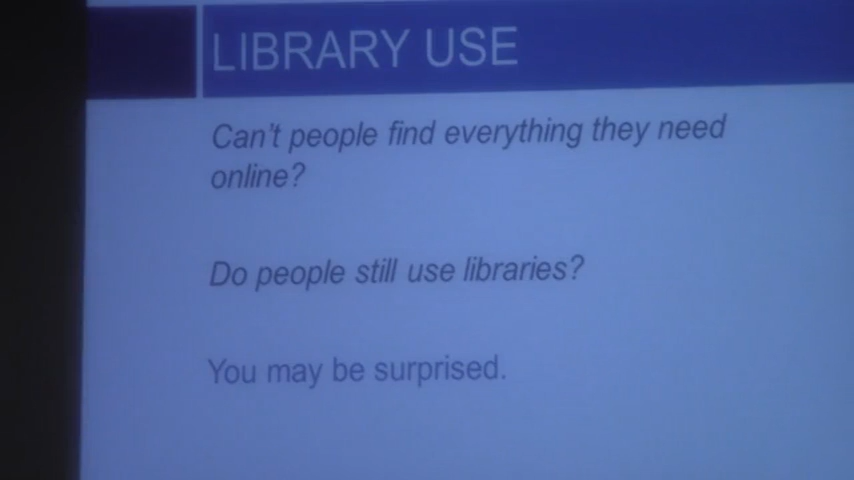 LIBRARY USE
Can't people find everything they need
online?
Do people still use libraries?
You may be surprised.